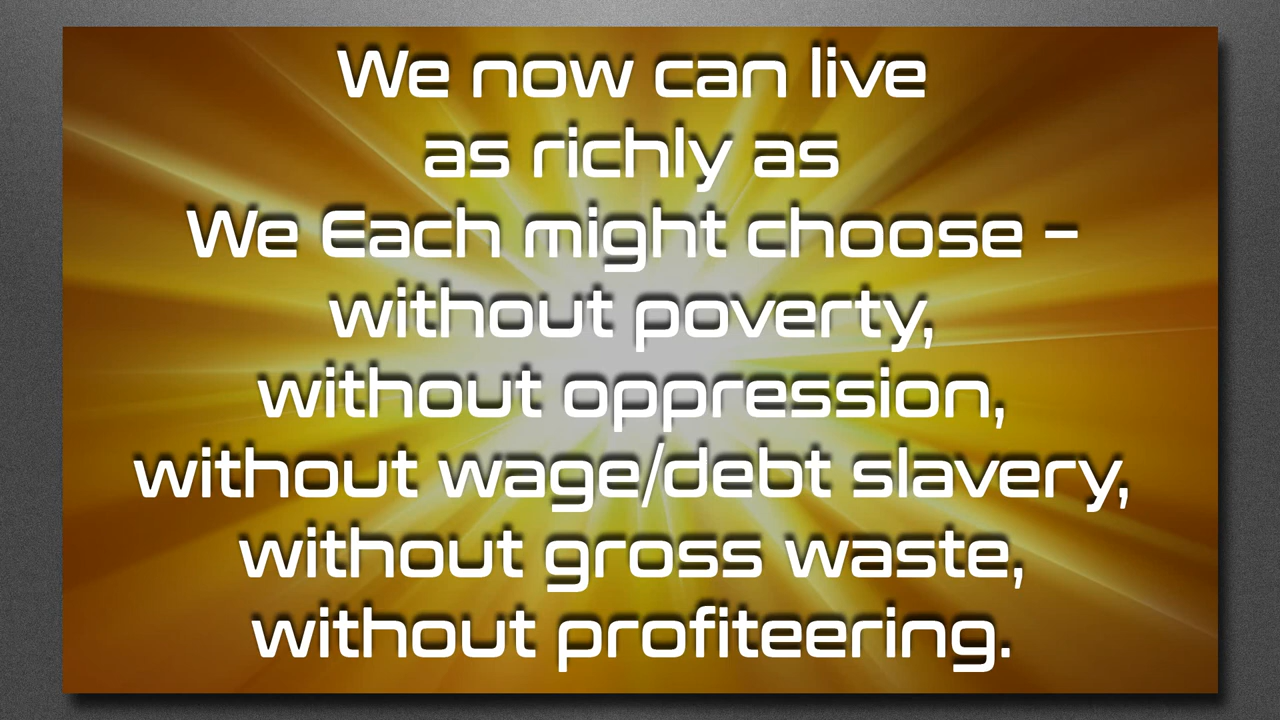 We now can live
as richly as
We Each might choose –
without poverty,
without oppression,
without wage/debt slavery,
without gross waste,
without profiteering.